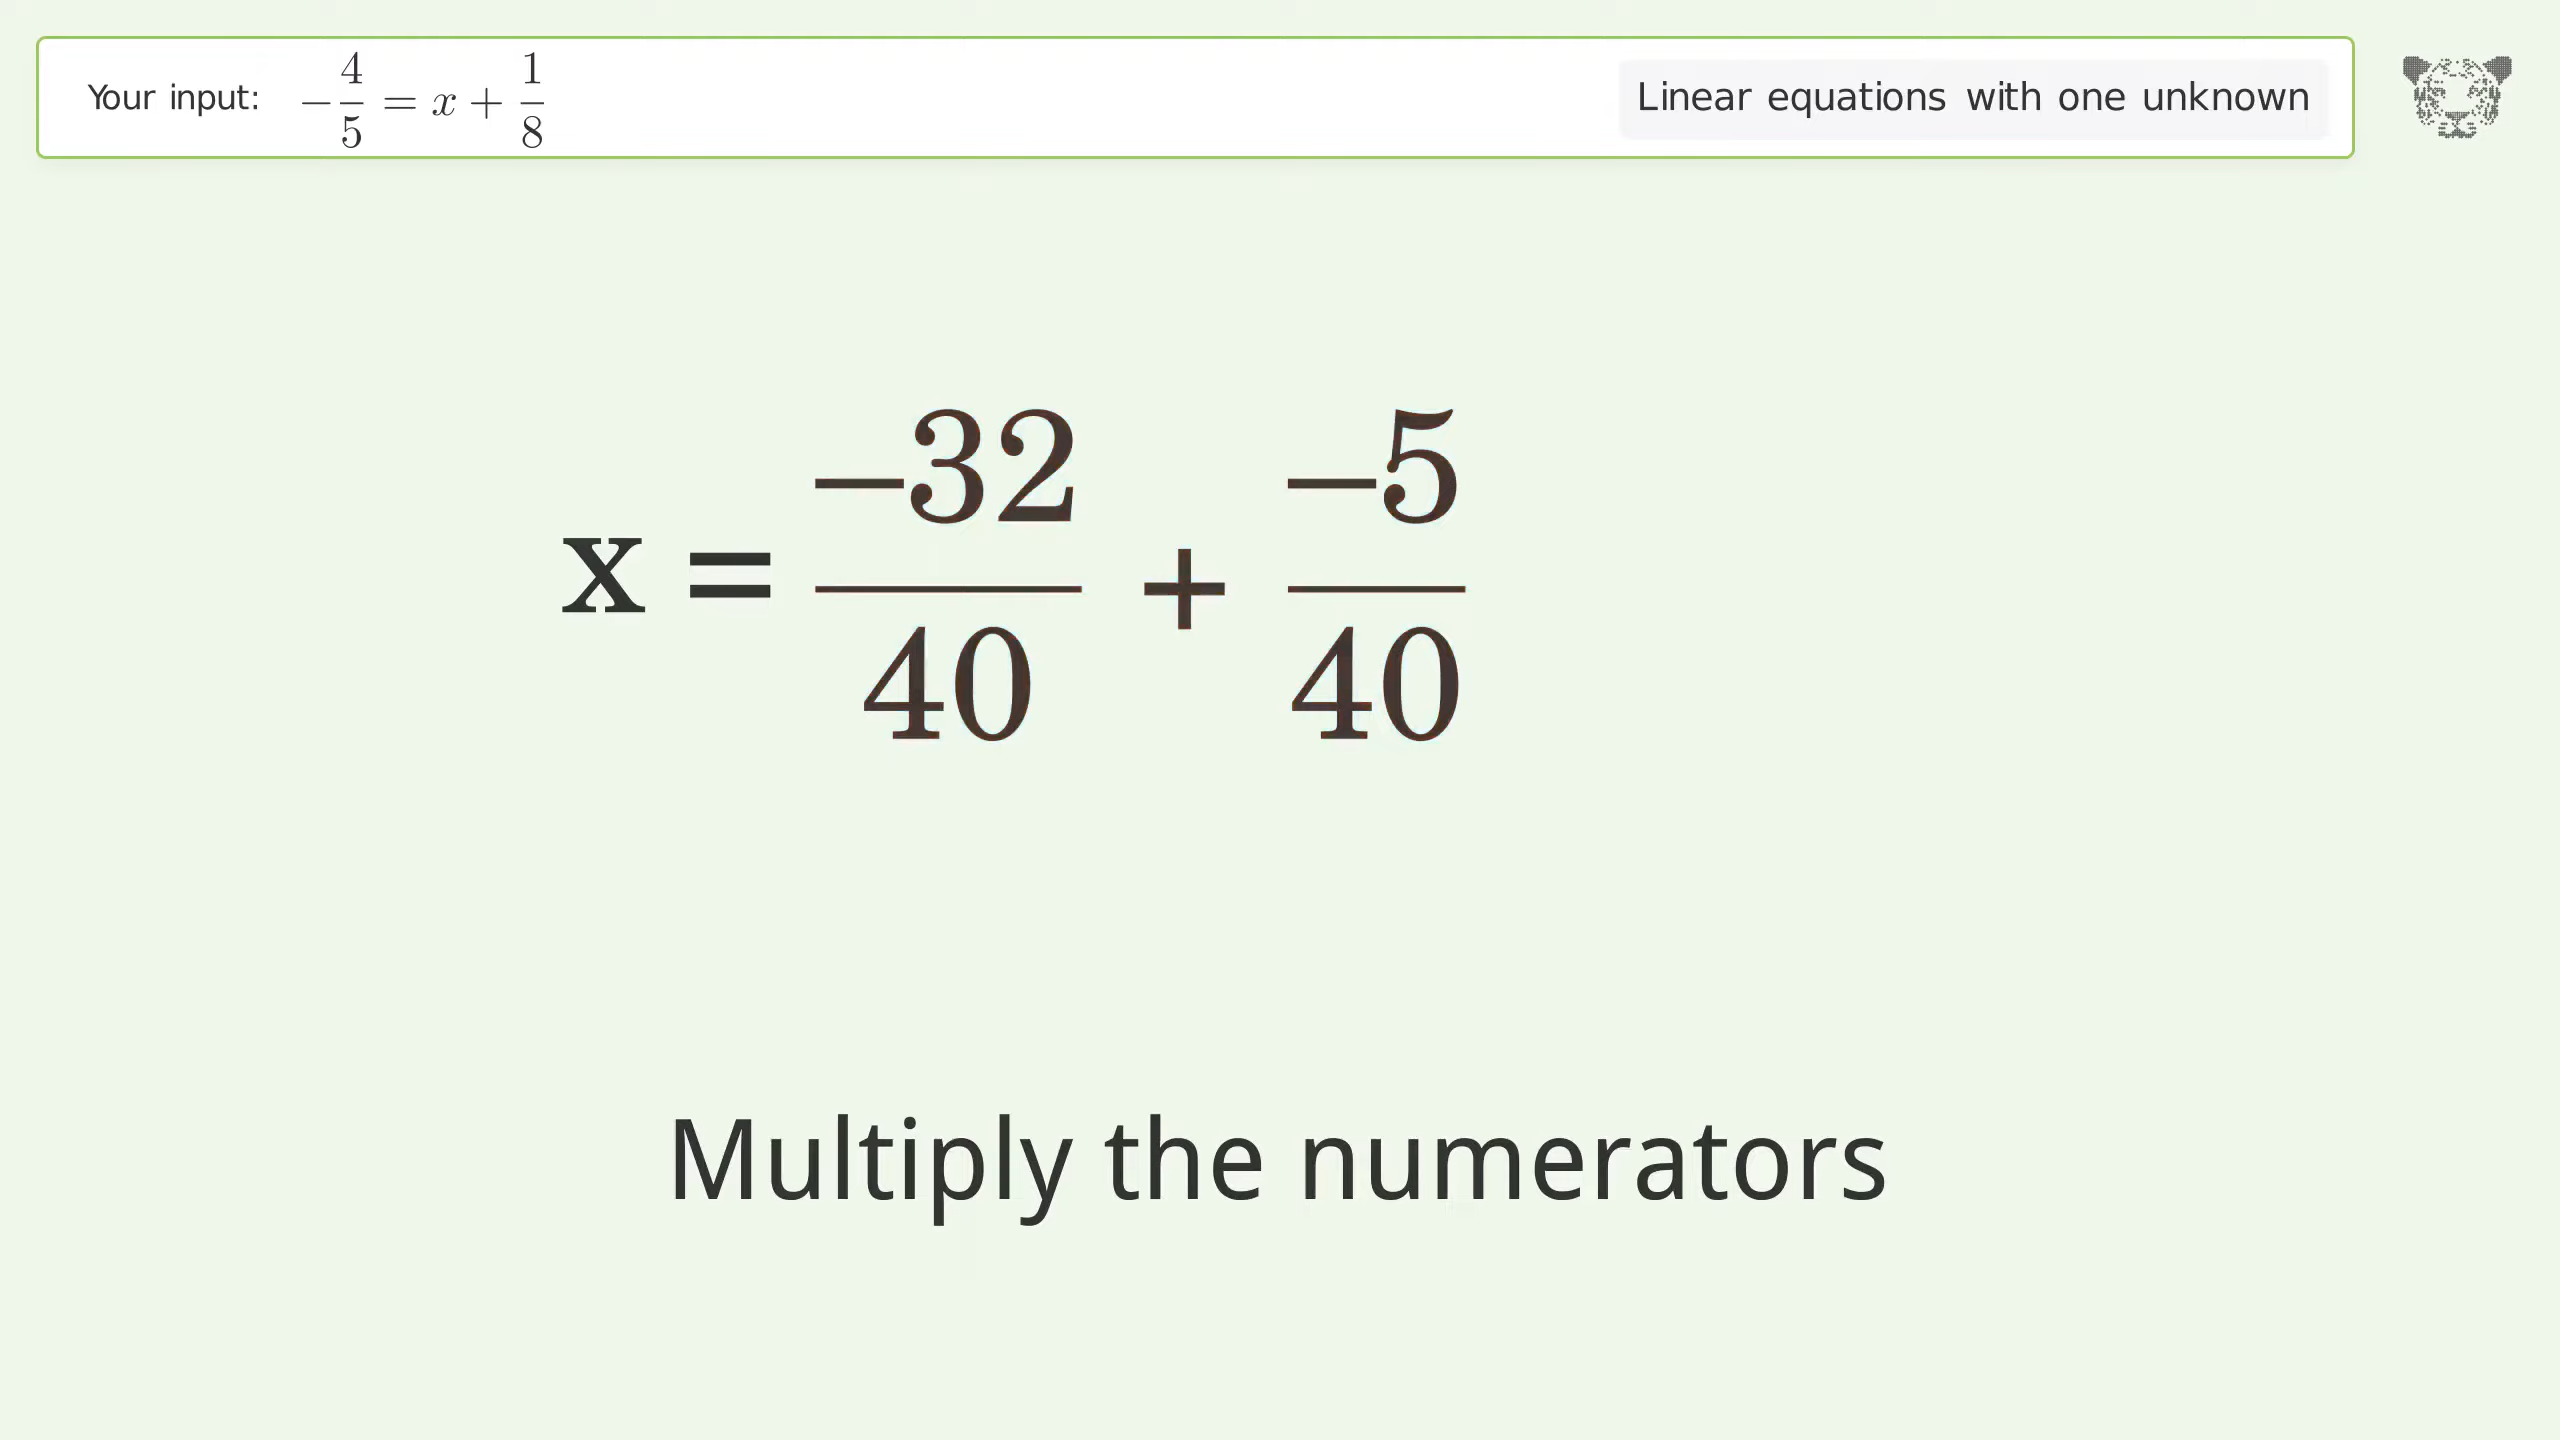 Your input: −4/5 = x + 1/8
Linear equations with one unknown
x = −32/40 + −5/40
Multiply the numerators